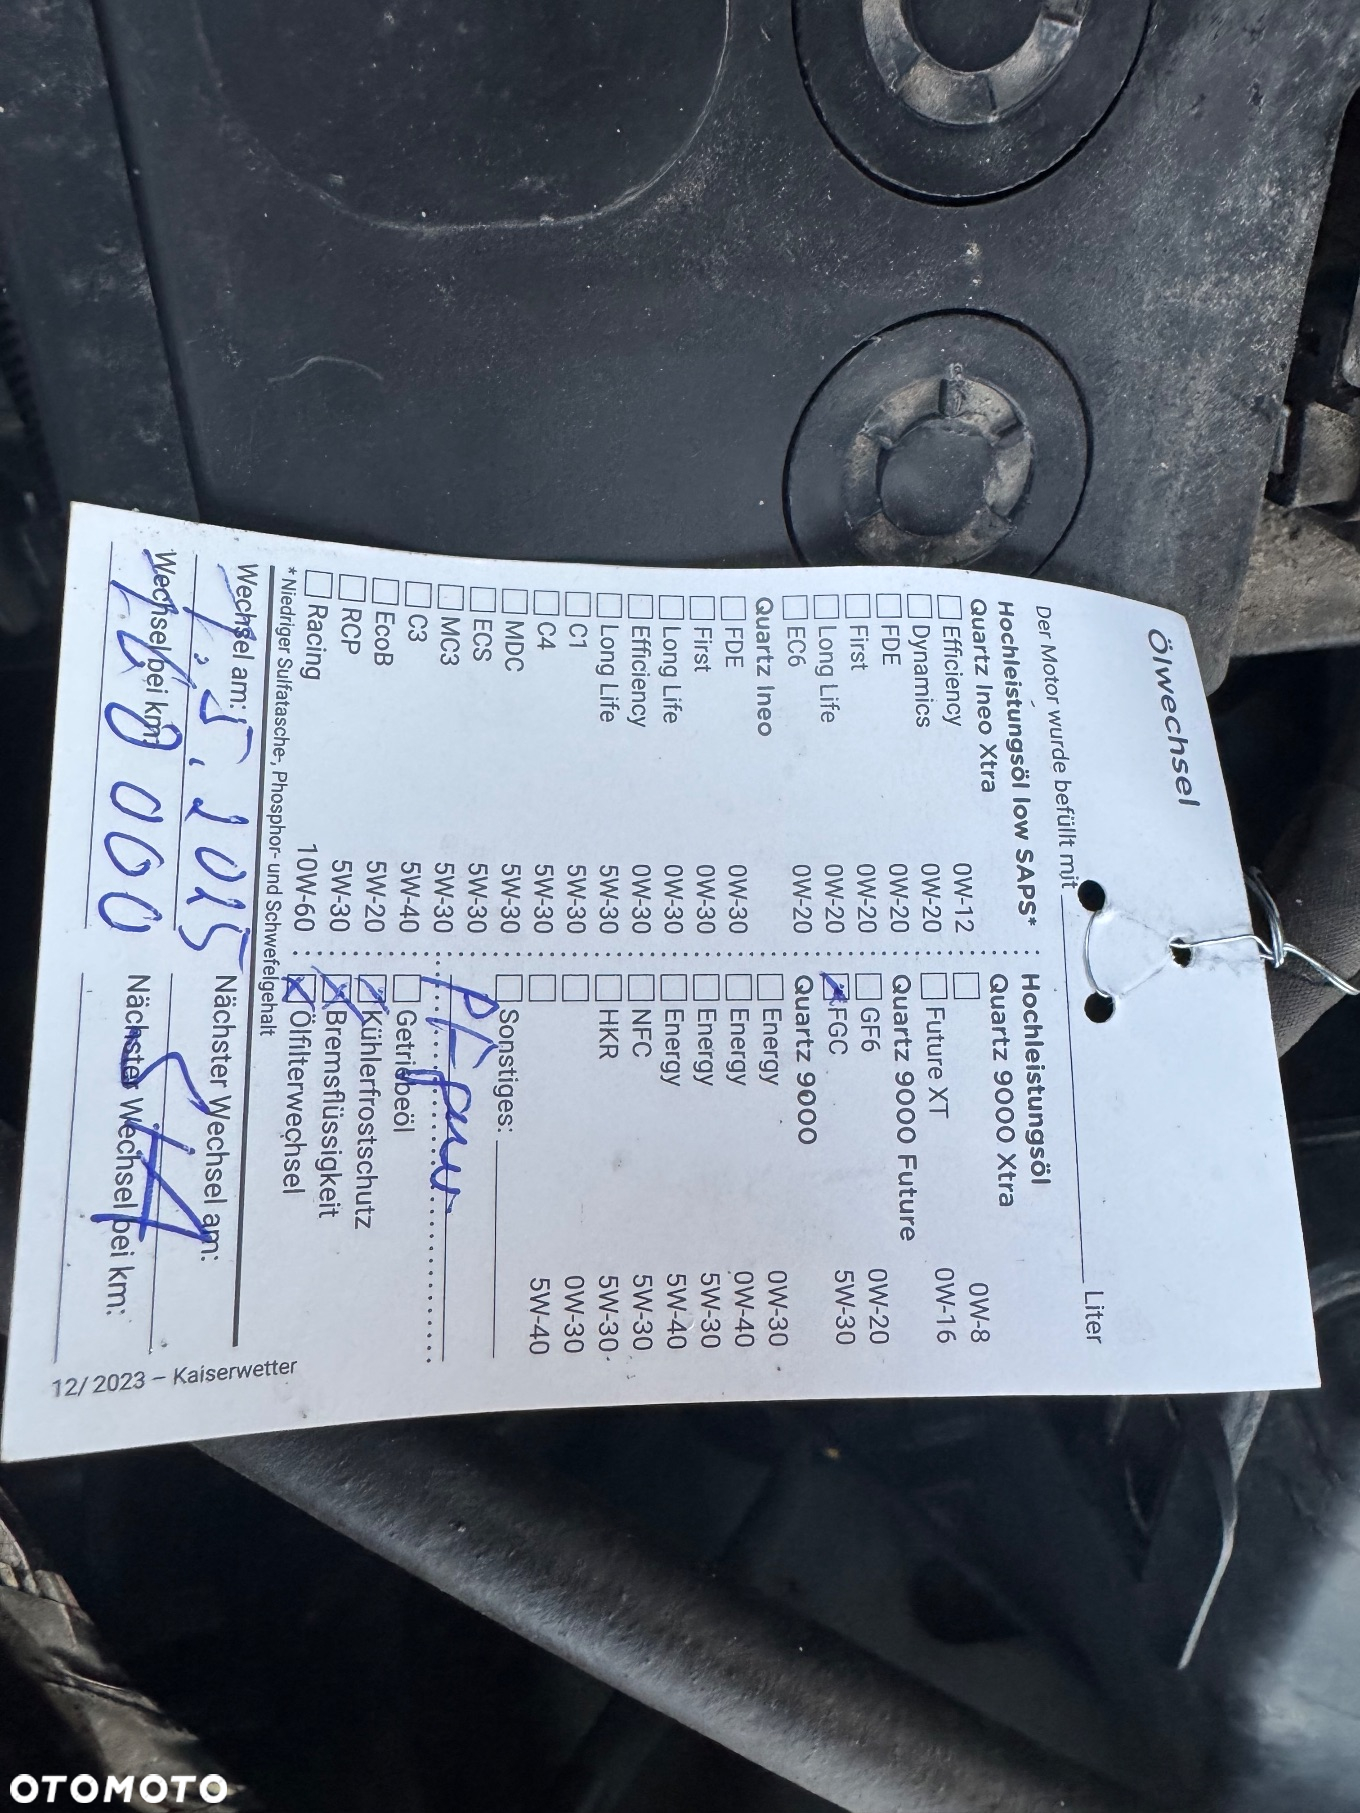 Ölwechsel
Der Motor wurde befüllt mit Liter
Hochleistungsöl low SAPS* : Hochleistungsöl
Quartz Ineo Xtra : Quartz 9000 Xtra
Efficiency 0W-12 : 0W-8
Dynamics 0W-20 : Future XT 0W-16
FDE 0W-20 : Quartz 9000 Future
First 0W-20 : GF6 0W-20
Long Life 0W-20 : FGC 5W-30
EC6 0W-20 : Quartz 9000
Quartz Ineo : Energy 0W-30
FDE 0W-30 : Energy 0W-40
First 0W-30 : Energy 5W-30
Long Life 0W-30 : Energy 5W-40
Efficiency 0W-30 : NFC 5W-30
Long Life 5W-30 : HKR 5W-30
C1 5W-30 : 0W-30
C4 5W-30 : 5W-40
MDC 5W-30 : Sonstiges:
ECS 5W-30
MC3 5W-30
C3 5W-40 : Getriebeöl
EcoB 5W-20 : Kühlerfrostschutz
RCP 5W-30 : Bremsflüssigkeit
Racing 10W-60 : Ölfilterwechsel
* Niedriger Sulfatasche-, Phosphor- und Schwefelgehalt
Wechsel am: Nächster Wechsel am:
Wechsel bei km: Nächster Wechsel bei km:
12/ 2023 – Kaiserwetter
OTOMOTO